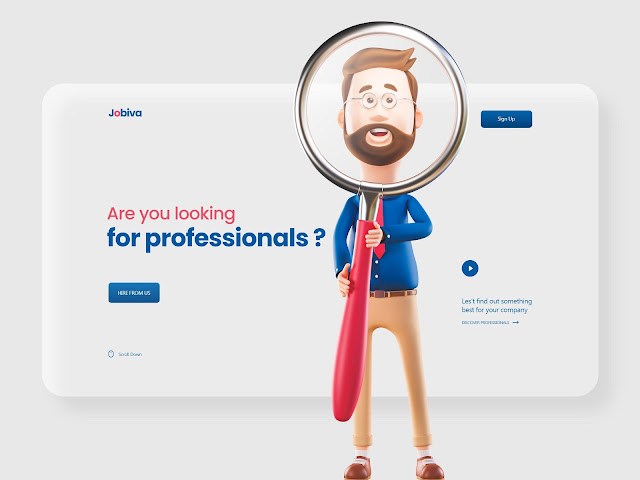 Jobiva
Sign Up
Are you looking
for professionals ?
HIRE FROM US
Les't find out something
best for your company
DISCOVER PROFESSIONALS
Scroll Down